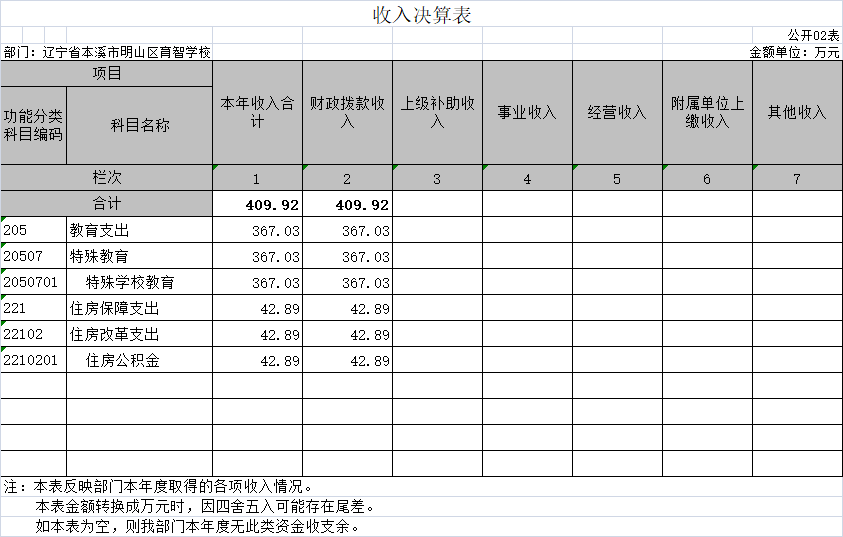 收入决算表
公开02表
部门：辽宁省本溪市明山区育智学校 金额单位：万元
项目 本年收入合计 财政拨款收入 上级补助收入 事业收入 经营收入 附属单位上缴收入 其他收入
功能分类科目编码 科目名称
栏次 1 2 3 4 5 6 7
合计 409.92 409.92
205 教育支出 367.03 367.03
20507 特殊教育 367.03 367.03
2050701 特殊学校教育 367.03 367.03
221 住房保障支出 42.89 42.89
22102 住房改革支出 42.89 42.89
2210201 住房公积金 42.89 42.89
注：本表反映部门本年度取得的各项收入情况。
本表金额转换成万元时，因四舍五入可能存在尾差。
如本表为空，则我部门本年度无此类资金收支余。